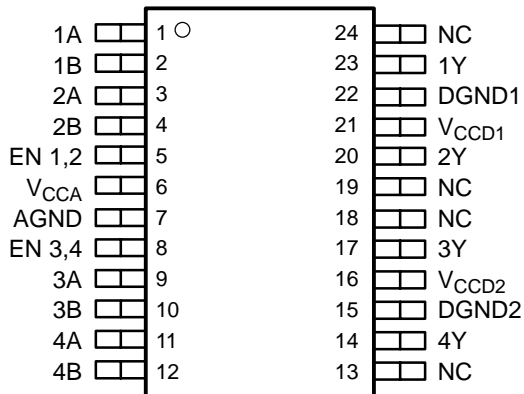 1A 1 24 NC
1B 2 23 1Y
2A 3 22 DGND1
2B 4 21 VCCD1
EN 1,2 5 20 2Y
VCCA 6 19 NC
AGND 7 18 NC
EN 3,4 8 17 3Y
3A 9 16 VCCD2
3B 10 15 DGND2
4A 11 14 4Y
4B 12 13 NC